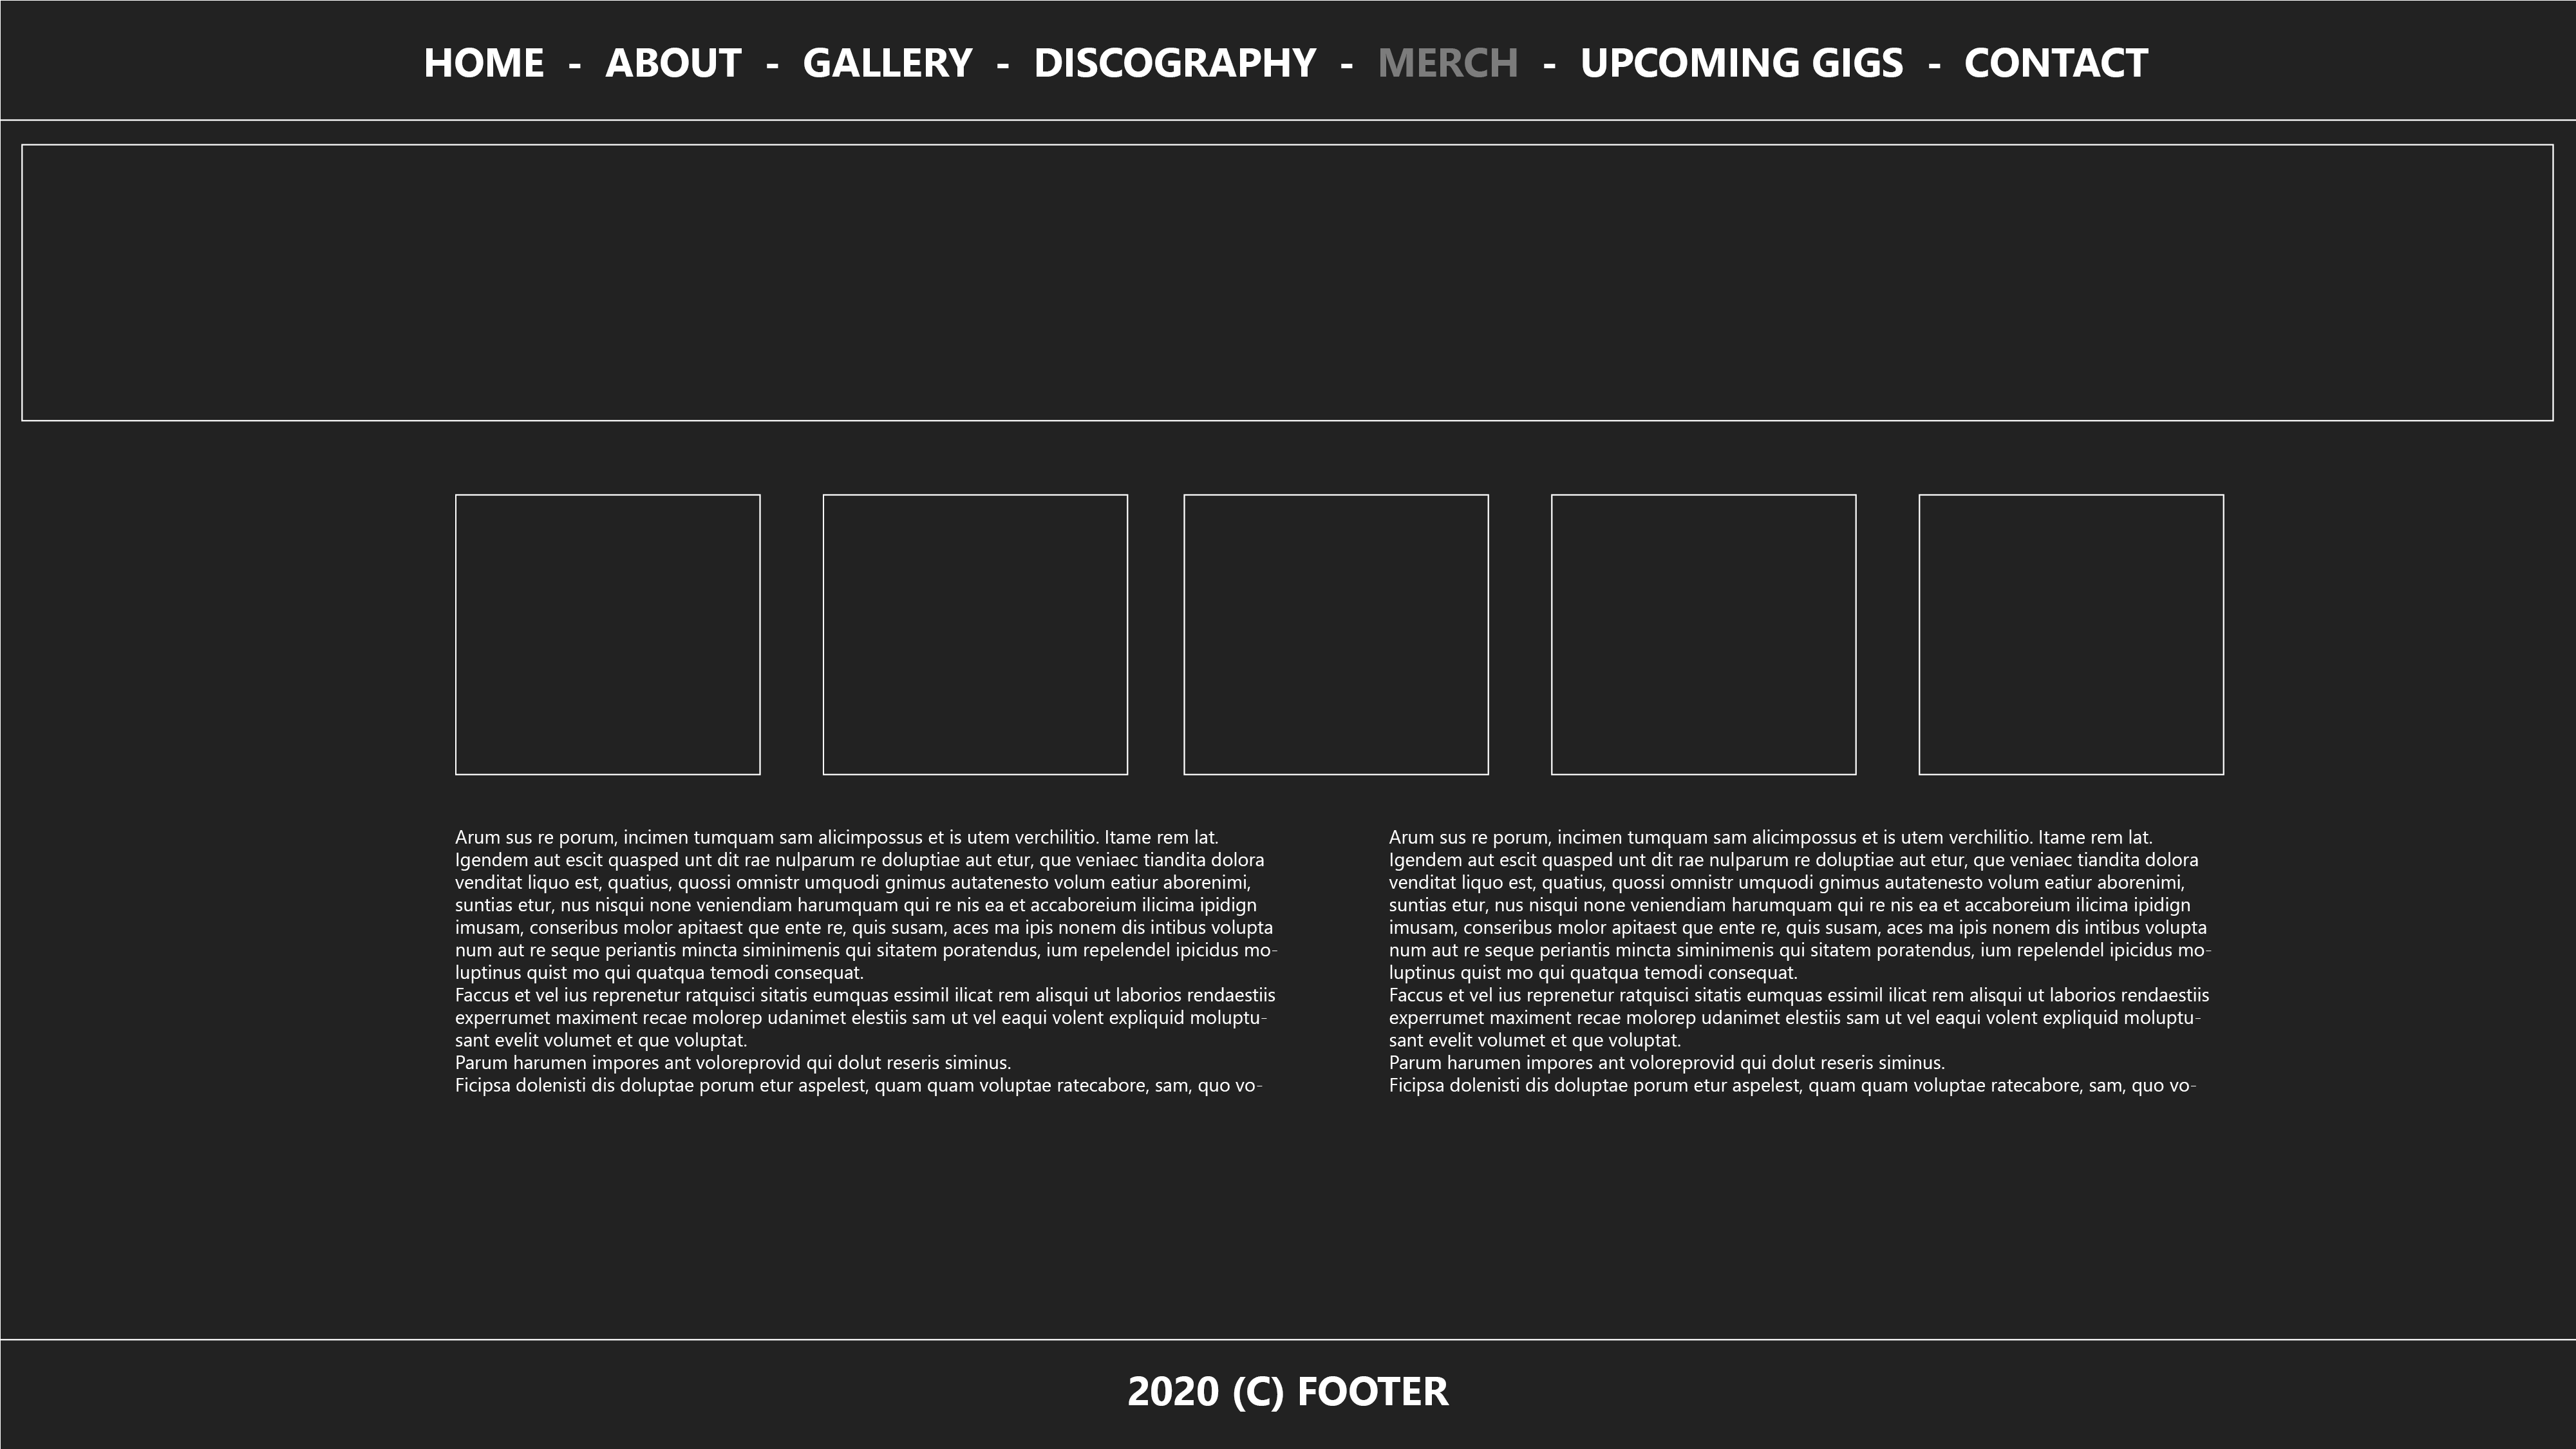 HOME - ABOUT - GALLERY - DISCOGRAPHY - MERCH - UPCOMING GIGS - CONTACT
Arum sus re porum, incimen tumquam sam alicimpossus et is utem verchilitio. Itame rem lat.
Igendem aut escit quasped unt dit rae nulparum re doluptiae aut etur, que veniaec tiandita dolora
venditat liquo est, quatius, quossi omnistr umquodi gnimus autatenesto volum eatiur aborenimi,
suntias etur, nus nisqui none veniendiam harumquam qui re nis ea et accaboreium ilicima ipidign
imusam, conseribus molor apitaest que ente re, quis susam, aces ma ipis nonem dis intibus volupta
num aut re seque periantis mincta siminimenis qui sitatem poratendus, ium repelendel ipicidus mo-
luptinus quist mo qui quatqua temodi consequat.
Faccus et vel ius reprenetur ratquisci sitatis eumquas essimil ilicat rem alisqui ut laborios rendaestiis
experrumet maximent recae molorep udanimet elestiis sam ut vel eaqui volent expliquid moluptu-
sant evelit volumet et que voluptat.
Parum harumen impores ant voloreprovid qui dolut reseris siminus.
Ficipsa dolenisti dis doluptae porum etur aspelest, quam quam voluptae ratecabore, sam, quo vo-
Arum sus re porum, incimen tumquam sam alicimpossus et is utem verchilitio. Itame rem lat.
Igendem aut escit quasped unt dit rae nulparum re doluptiae aut etur, que veniaec tiandita dolora
venditat liquo est, quatius, quossi omnistr umquodi gnimus autatenesto volum eatiur aborenimi,
suntias etur, nus nisqui none veniendiam harumquam qui re nis ea et accaboreium ilicima ipidign
imusam, conseribus molor apitaest que ente re, quis susam, aces ma ipis nonem dis intibus volupta
num aut re seque periantis mincta siminimenis qui sitatem poratendus, ium repelendel ipicidus mo-
luptinus quist mo qui quatqua temodi consequat.
Faccus et vel ius reprenetur ratquisci sitatis eumquas essimil ilicat rem alisqui ut laborios rendaestiis
experrumet maximent recae molorep udanimet elestiis sam ut vel eaqui volent expliquid moluptu-
sant evelit volumet et que voluptat.
Parum harumen impores ant voloreprovid qui dolut reseris siminus.
Ficipsa dolenisti dis doluptae porum etur aspelest, quam quam voluptae ratecabore, sam, quo vo-
2020 (C) FOOTER